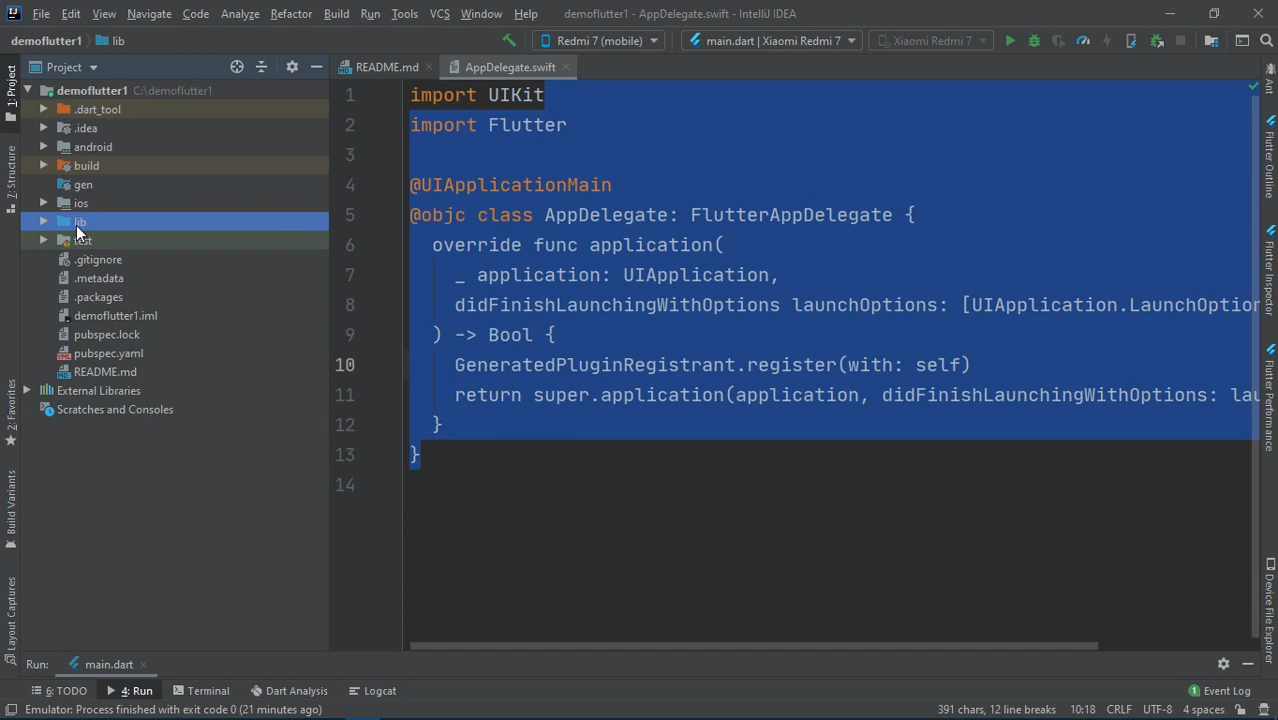 File Edit View Navigate Code Analyze Refactor Build Run Tools VCS Window Help demoflutter1 - AppDelegate.swift - IntelliJ IDEA
demoflutter1 lib Redmi 7 (mobile) main.dart | Xiaomi Redmi 7 Xiaomi Redmi 7
Project README.md AppDelegate.swift
1: Project
7: Structure
2: Favorites
Build Variants
Layout Captures
demoflutter1 C:\demoflutter1
.dart_tool
.idea
android
build
gen
ios
lib
test
.gitignore
.metadata
.packages
demoflutter1.iml
pubspec.lock
pubspec.yaml
README.md
External Libraries
Scratches and Consoles
1 import UIKit
2 import Flutter
3
4 @UIApplicationMain
5 @objc class AppDelegate: FlutterAppDelegate {
6 override func application(
7 _ application: UIApplication,
8 didFinishLaunchingWithOptions launchOptions: [UIApplication.LaunchOption
9 ) -> Bool {
10 GeneratedPluginRegistrant.register(with: self)
11 return super.application(application, didFinishLaunchingWithOptions: lau
12 }
13 }
14
Ant
Flutter Outline
Flutter Inspector
Flutter Performance
Device File Explorer
Run: main.dart
6: TODO 4: Run Terminal Dart Analysis Logcat 1 Event Log
Emulator: Process finished with exit code 0 (21 minutes ago) 391 chars, 12 line breaks 10:18 CRLF UTF-8 4 spaces